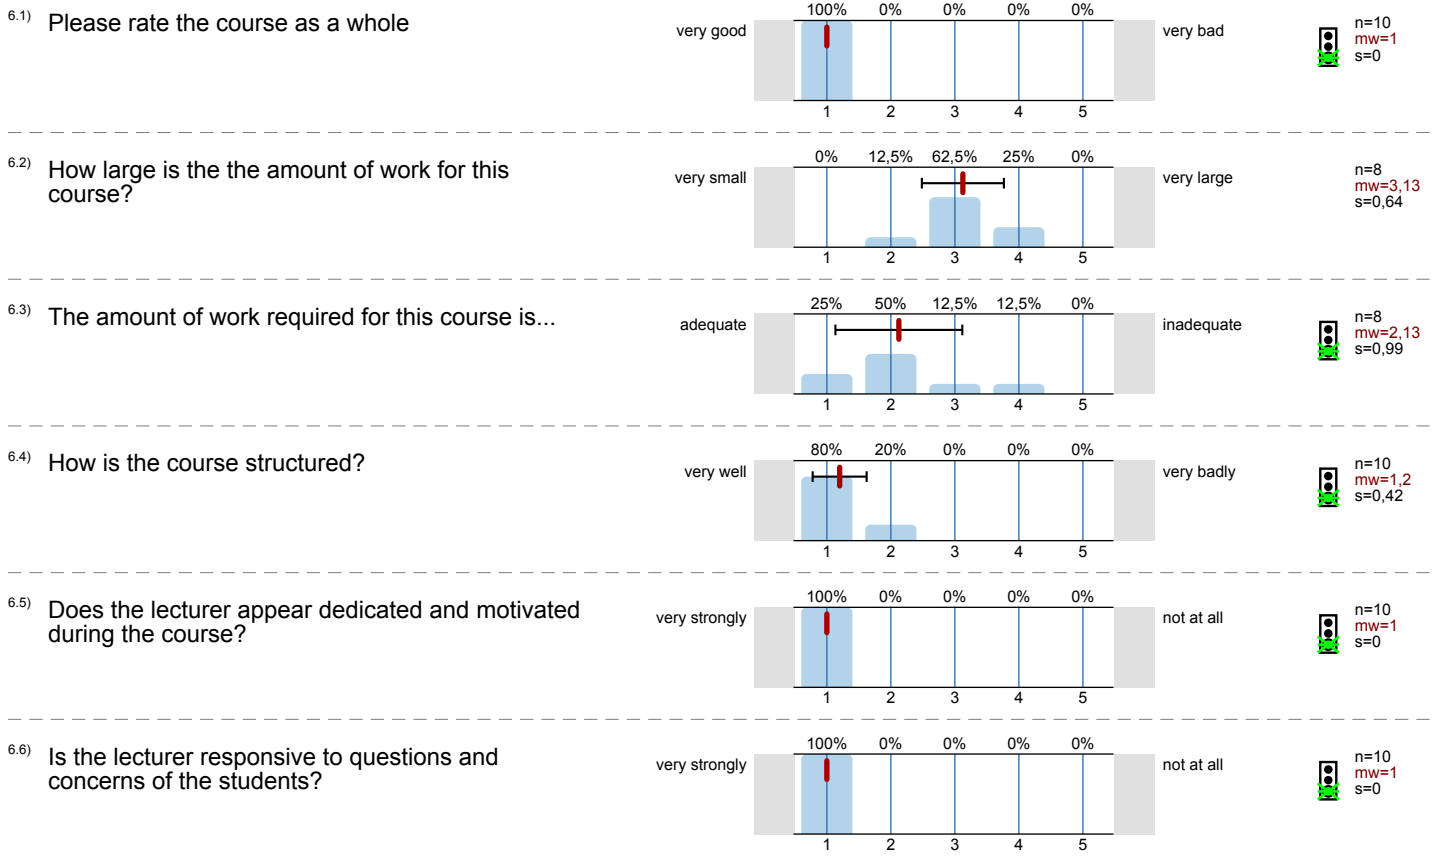 6.1) Please rate the course as a whole
100% 0% 0% 0% 0%
very good very bad
1 2 3 4 5
n=10
mw=1
s=0
6.2) How large is the the amount of work for this
course?
0% 12,5% 62,5% 25% 0%
very small very large
1 2 3 4 5
n=8
mw=3,13
s=0,64
6.3) The amount of work required for this course is...
25% 50% 12,5% 12,5% 0%
adequate inadequate
1 2 3 4 5
n=8
mw=2,13
s=0,99
6.4) How is the course structured?
80% 20% 0% 0% 0%
very well very badly
1 2 3 4 5
n=10
mw=1,2
s=0,42
6.5) Does the lecturer appear dedicated and motivated
during the course?
100% 0% 0% 0% 0%
very strongly not at all
1 2 3 4 5
n=10
mw=1
s=0
6.6) Is the lecturer responsive to questions and
concerns of the students?
100% 0% 0% 0% 0%
very strongly not at all
1 2 3 4 5
n=10
mw=1
s=0